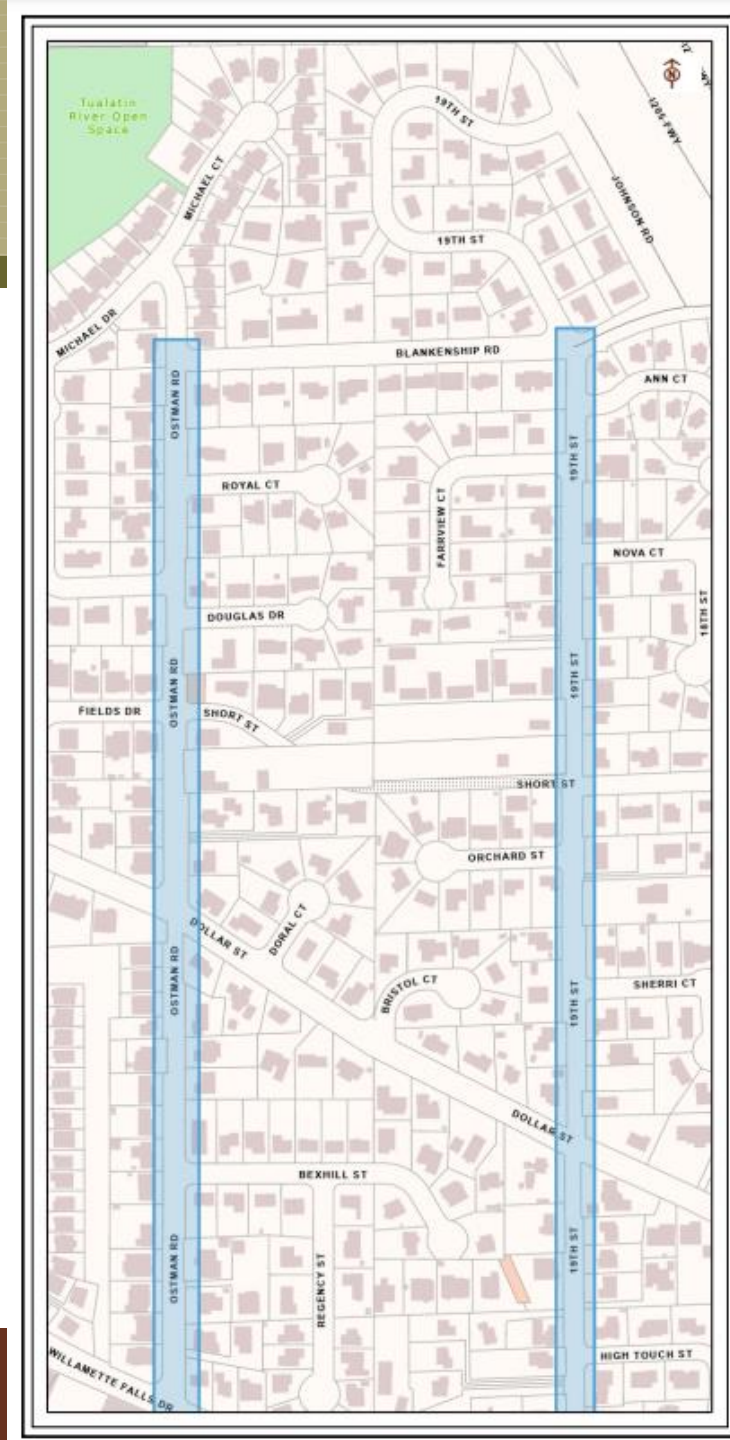 Tualatin
River Open
Space
19TH ST
I205 FWY
MICHAEL CT
JOHNSON RD
19TH ST
MICHAEL DR
BLANKENSHIP RD
ANN CT
OSTMAN RD
19TH ST
ROYAL CT
FARRVIEW CT
NOVA CT
DOUGLAS DR
18TH ST
OSTMAN RD
19TH ST
FIELDS DR
SHORT ST
SHORT ST
ORCHARD ST
DOLLAR ST
DORAL CT
OSTMAN RD
BRISTOL CT
19TH ST
SHERRI CT
DOLLAR ST
BEXHILL ST
OSTMAN RD
REGENCY ST
19TH ST
WILLAMETTE FALLS DR
HIGH TOUCH ST